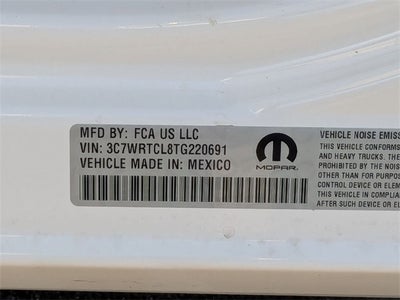 MFD BY: FCA US LLC
VIN: 3C7WRTCL8TG220691
VEHICLE MADE IN: MEXICO
MOPAR
VEHICLE NOISE EMISS
THIS VEHICLE CONFORMS
AND HEAVY TRUCKS. THE
BY THE NOIS
OTHER THAN FOR PURPOS
CONTROL DEVICE OR ELEM
THIS VEHICLE IN COMPLIAN
AFTER SUCH DEVICE OR EL